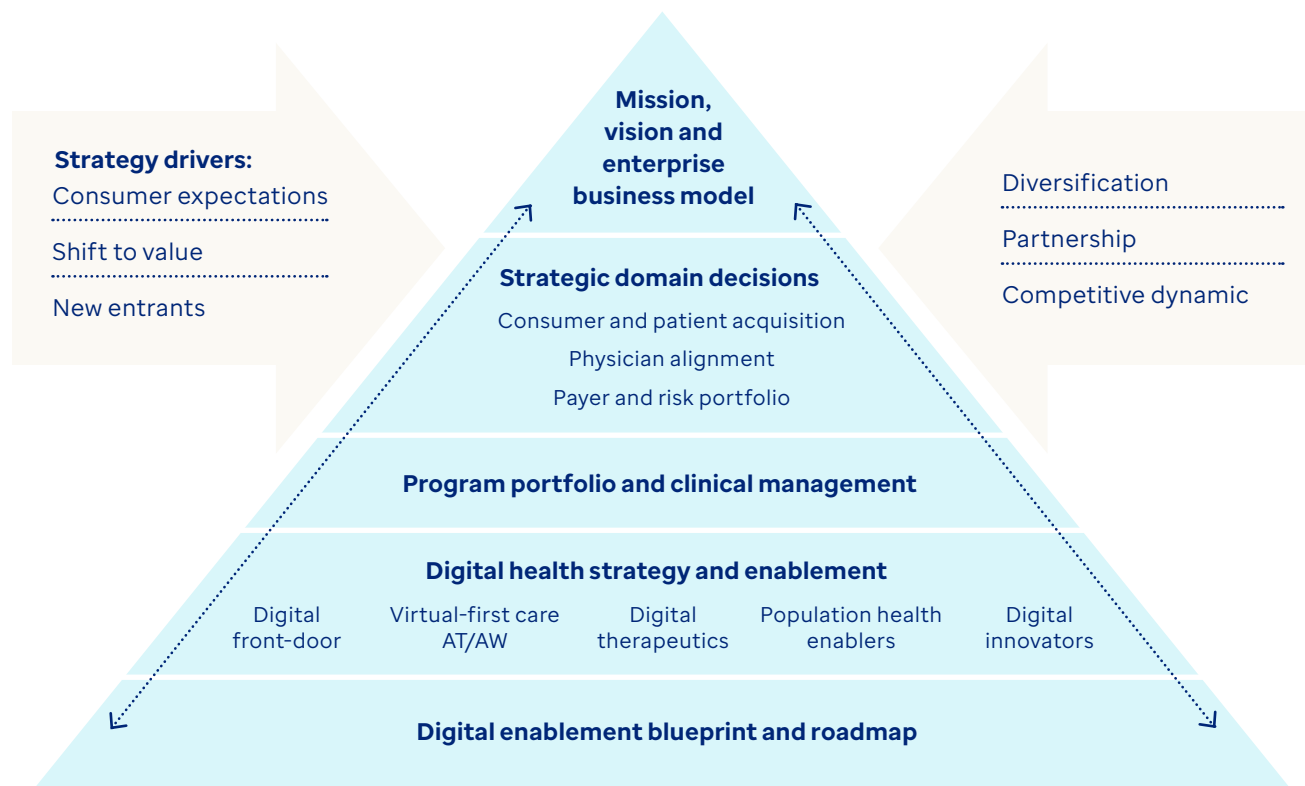 Strategy drivers:
Consumer expectations
Shift to value
New entrants
Mission,
vision and
enterprise
business model
Diversification
Partnership
Competitive dynamic
Strategic domain decisions
Consumer and patient acquisition
Physician alignment
Payer and risk portfolio
Program portfolio and clinical management
Digital health strategy and enablement
Digital
front-door
Virtual-first care
AT/AW
Digital
therapeutics
Population health
enablers
Digital
innovators
Digital enablement blueprint and roadmap